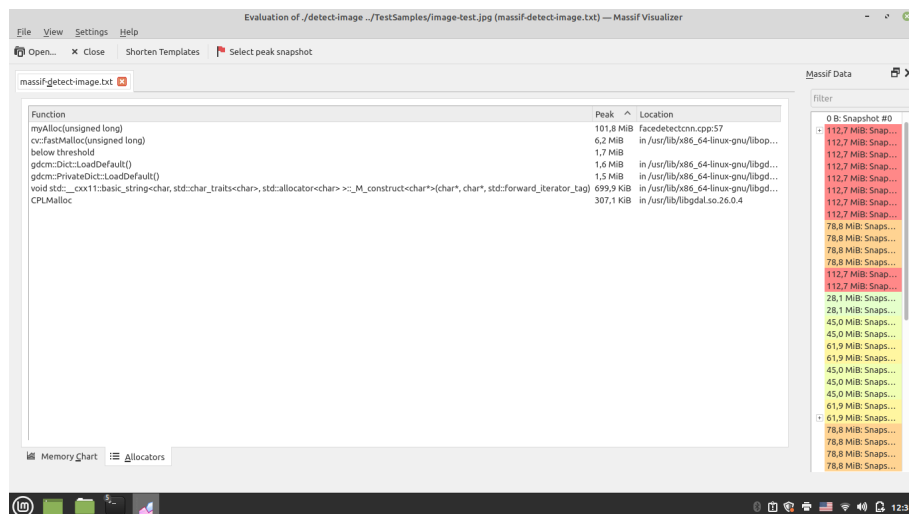 Evaluation of ./detect-image ../TestSamples/image-test.jpg (massif-detect-image.txt) — Massif Visualizer
File View Settings Help
Open... Close Shorten Templates Select peak snapshot
massif-detect-image.txt
Function Peak Location
myAlloc(unsigned long) 101,8 MiB facedetectcnn.cpp:57
cv::fastMalloc(unsigned long) 6,2 MiB in /usr/lib/x86_64-linux-gnu/libop...
below threshold 1,7 MiB
gdcm::Dict::LoadDefault() 1,6 MiB in /usr/lib/x86_64-linux-gnu/libgd...
gdcm::PrivateDict::LoadDefault() 1,5 MiB in /usr/lib/x86_64-linux-gnu/libgd...
void std::__cxx11::basic_string<char, std::char_traits<char>, std::allocator<char> >::_M_construct<char*>(char*, char*, std::forward_iterator_tag) 699,9 KiB in /usr/lib/x86_64-linux-gnu/libgd...
CPLMalloc 307,1 KiB in /usr/lib/libgdal.so.26.0.4
Memory Chart Allocators
Massif Data
filter
0 B: Snapshot #0
112,7 MiB: Snap...
112,7 MiB: Snap...
112,7 MiB: Snap...
112,7 MiB: Snap...
112,7 MiB: Snap...
112,7 MiB: Snap...
112,7 MiB: Snap...
112,7 MiB: Snap...
78,8 MiB: Snaps...
78,8 MiB: Snaps...
78,8 MiB: Snaps...
78,8 MiB: Snaps...
112,7 MiB: Snap...
112,7 MiB: Snap...
28,1 MiB: Snaps...
28,1 MiB: Snaps...
45,0 MiB: Snaps...
45,0 MiB: Snaps...
61,9 MiB: Snaps...
61,9 MiB: Snaps...
45,0 MiB: Snaps...
45,0 MiB: Snaps...
45,0 MiB: Snaps...
61,9 MiB: Snaps...
61,9 MiB: Snaps...
78,8 MiB: Snaps...
78,8 MiB: Snaps...
78,8 MiB: Snaps...
78,8 MiB: Snaps...